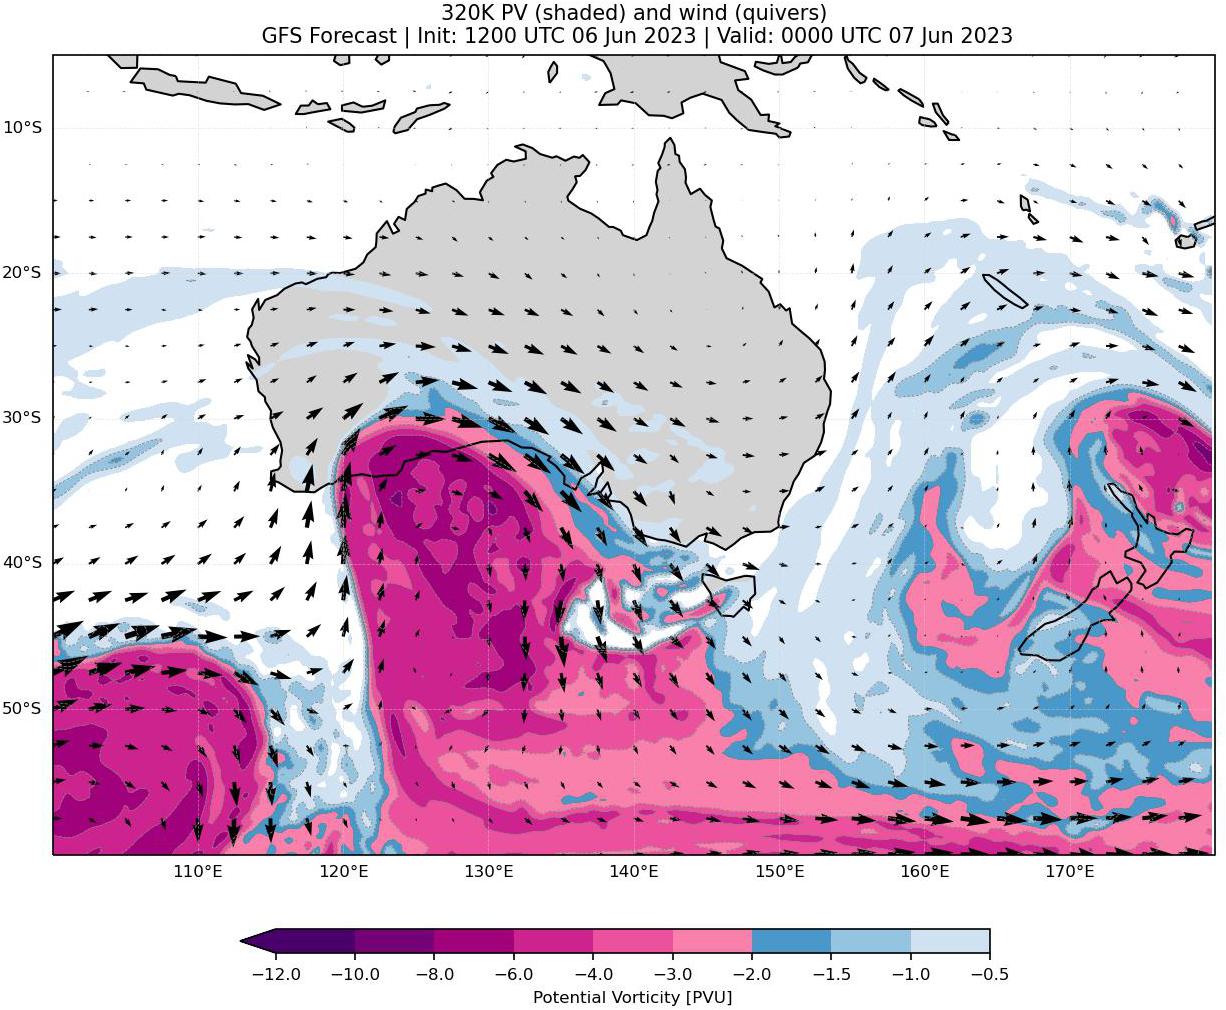 320K PV (shaded) and wind (quivers)
GFS Forecast | Init: 1200 UTC 06 Jun 2023 | Valid: 0000 UTC 07 Jun 2023
10°S
20°S
30°S
40°S
50°S
110°E 120°E 130°E 140°E 150°E 160°E 170°E
−12.0 −10.0 −8.0 −6.0 −4.0 −3.0 −2.0 −1.5 −1.0 −0.5
Potential Vorticity [PVU]